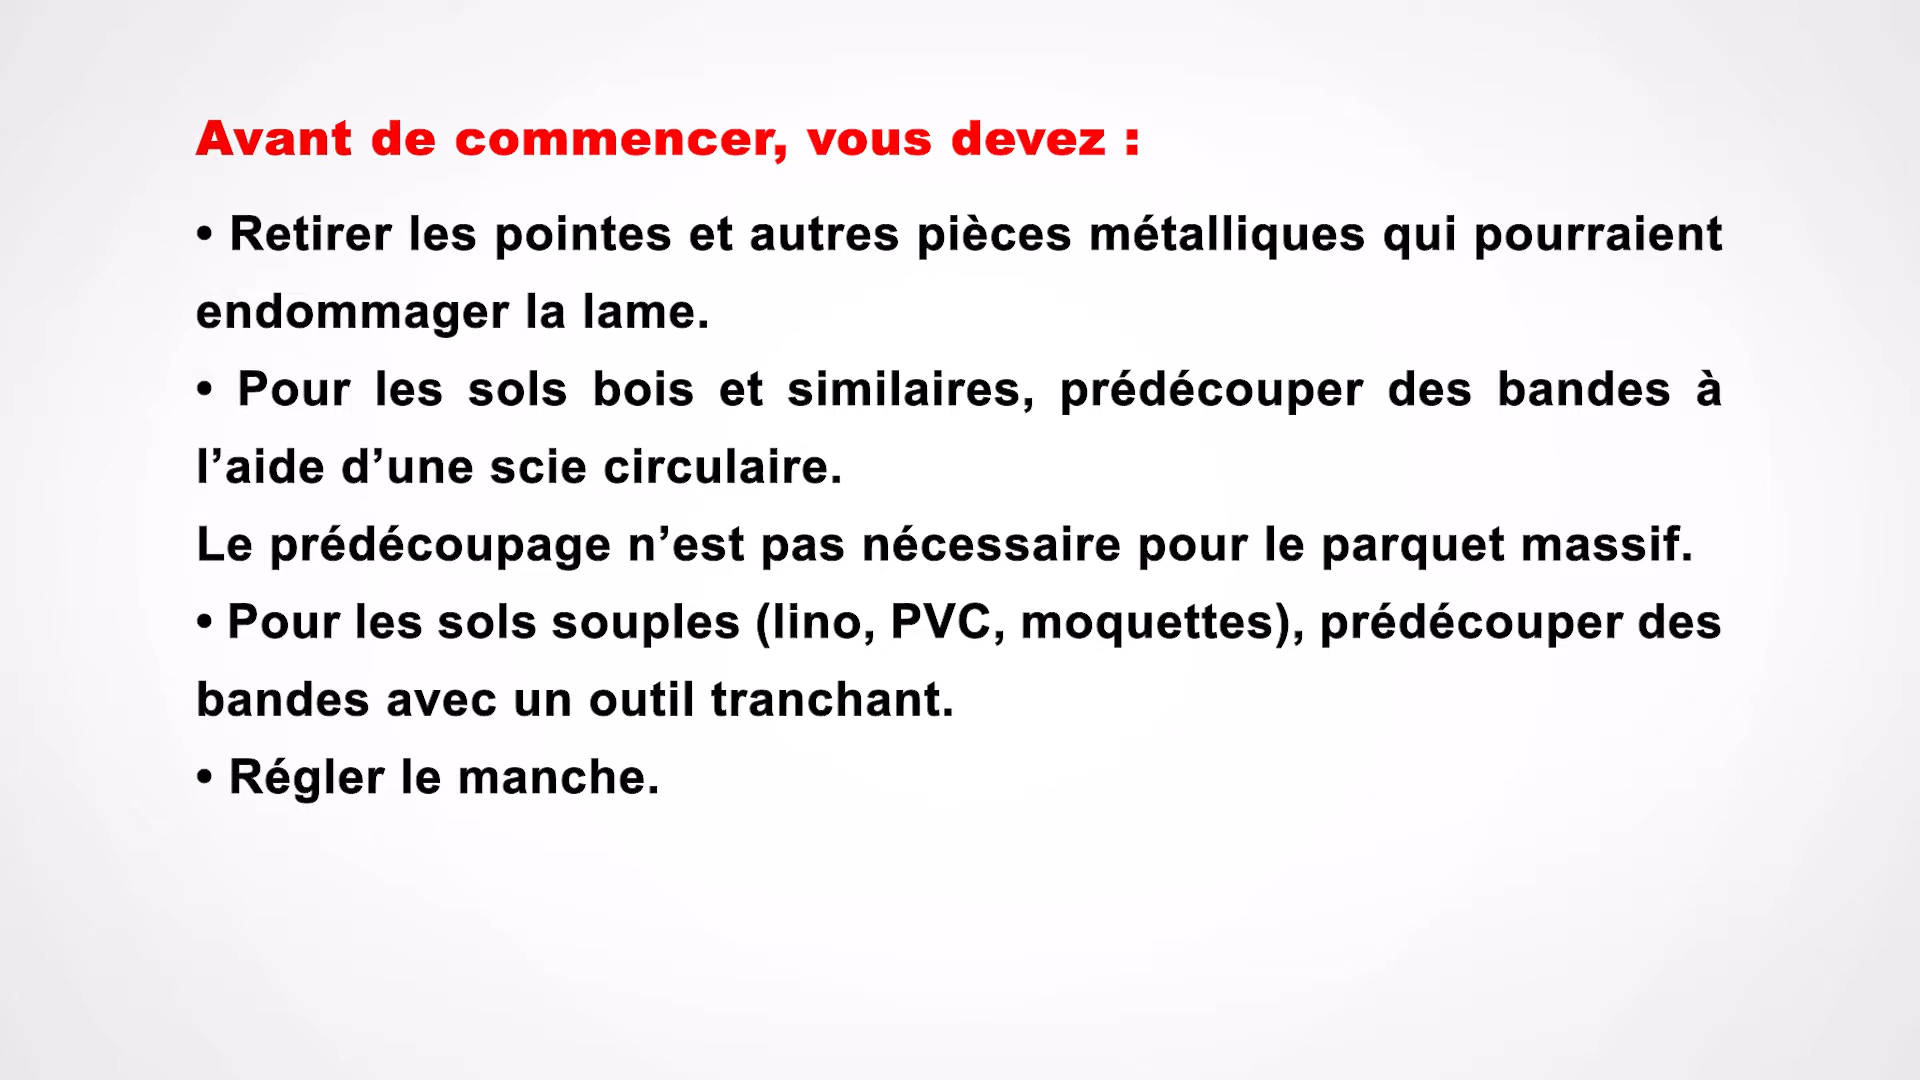 Avant de commencer, vous devez :
• Retirer les pointes et autres pièces métalliques qui pourraient
endommager la lame.
• Pour les sols bois et similaires, prédécouper des bandes à
l’aide d’une scie circulaire.
Le prédécoupage n’est pas nécessaire pour le parquet massif.
• Pour les sols souples (lino, PVC, moquettes), prédécouper des
bandes avec un outil tranchant.
• Régler le manche.